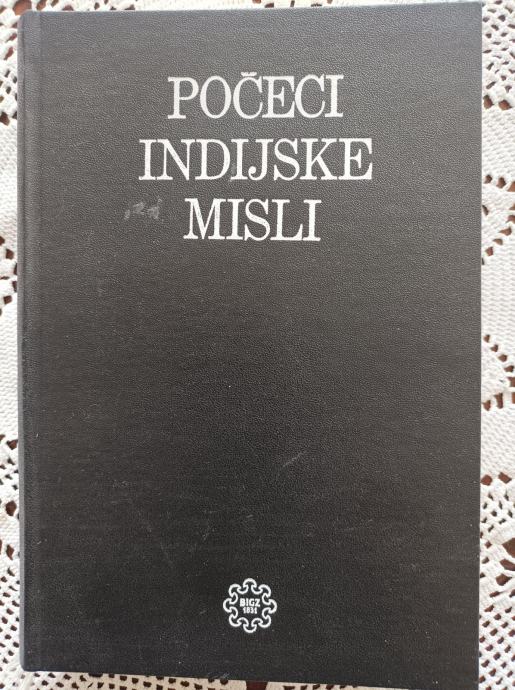 POČECI
INDIJSKE
MISLI
BIGZ
1831